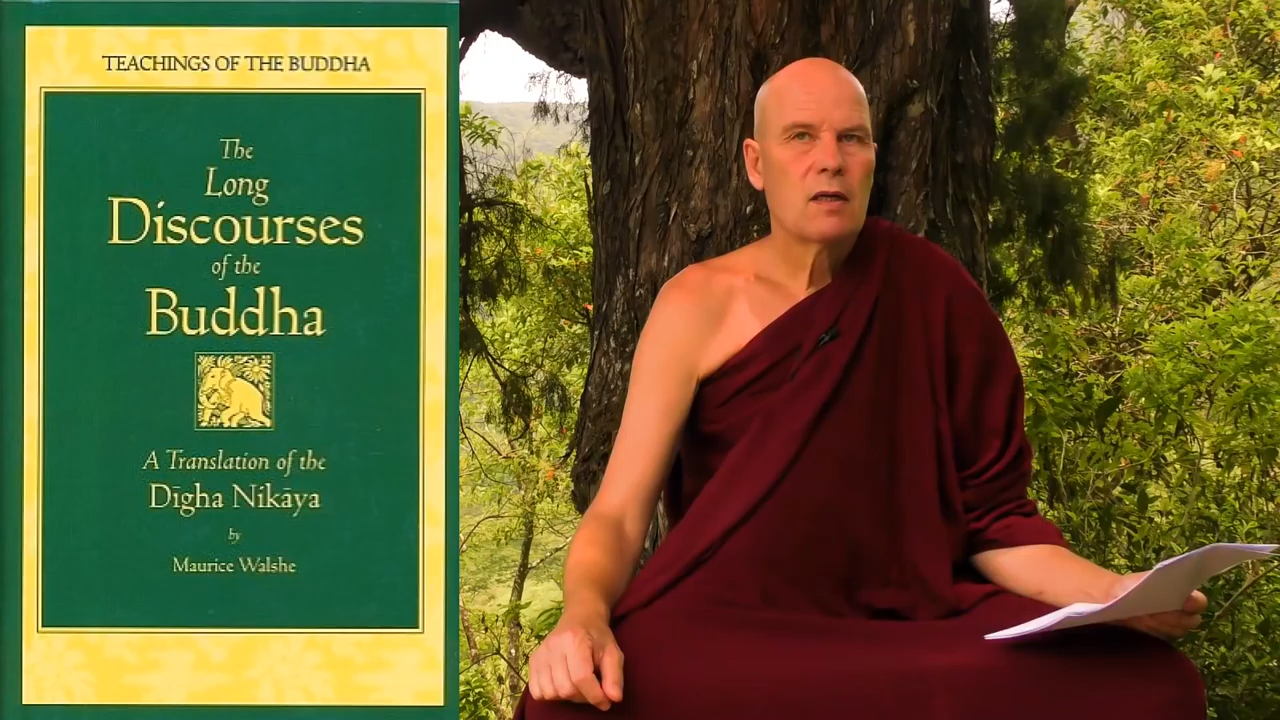 TEACHINGS OF THE BUDDHA
The
Long
Discourses
of the
Buddha
A Translation of the
Dīgha Nikāya
by
Maurice Walshe